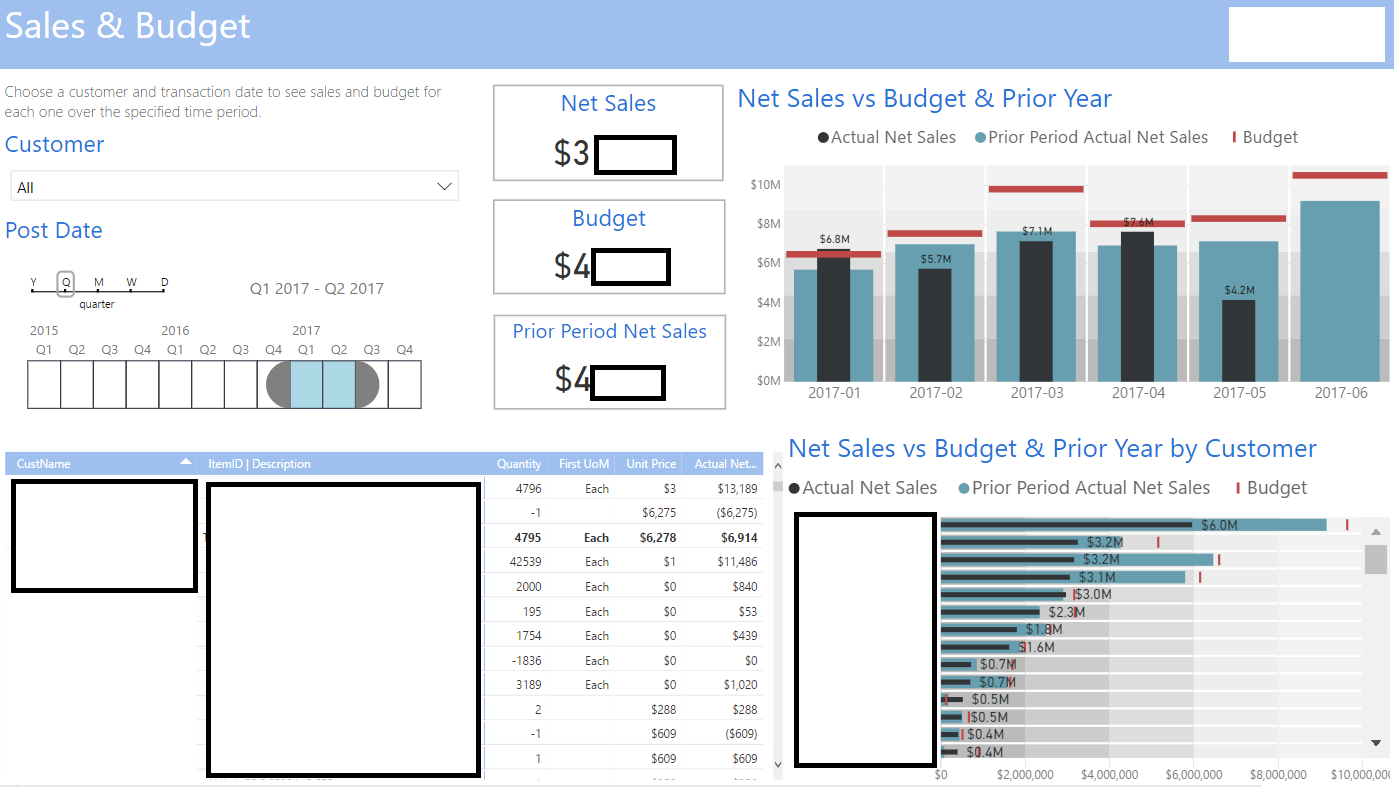 Sales & Budget
Choose a customer and transaction date to see sales and budget for
each one over the specified time period.
Customer
All
Post Date
Y Q M W D
quarter
Q1 2017 - Q2 2017
2015 2016 2017
Q1 Q2 Q3 Q4 Q1 Q2 Q3 Q4 Q1 Q2 Q3 Q4
Net Sales
$3
Budget
$4
Prior Period Net Sales
$4
Net Sales vs Budget & Prior Year
Actual Net Sales Prior Period Actual Net Sales Budget
$10M
$8M
$6M
$4M
$2M
$0M
$6.8M
$5.7M
$7.1M
$7.6M
$4.2M
2017-01 2017-02 2017-03 2017-04 2017-05 2017-06
CustName ItemID | Description Quantity First UoM Unit Price Actual Net...
4796 Each $3 $13,189
-1 $6,275 ($6,275)
4795 Each $6,278 $6,914
42539 Each $1 $11,486
2000 Each $0 $840
195 Each $0 $53
1754 Each $0 $439
-1836 Each $0 $0
3189 Each $0 $1,020
2 $288 $288
-1 $609 ($609)
1 $609 $609
Net Sales vs Budget & Prior Year by Customer
Actual Net Sales Prior Period Actual Net Sales Budget
$6.0M
$3.2M
$3.2M
$3.1M
$3.0M
$2.3M
$1.8M
$1.6M
$0.7M
$0.7M
$0.5M
$0.5M
$0.4M
$0.4M
$0 $2,000,000 $4,000,000 $6,000,000 $8,000,000 $10,000,000